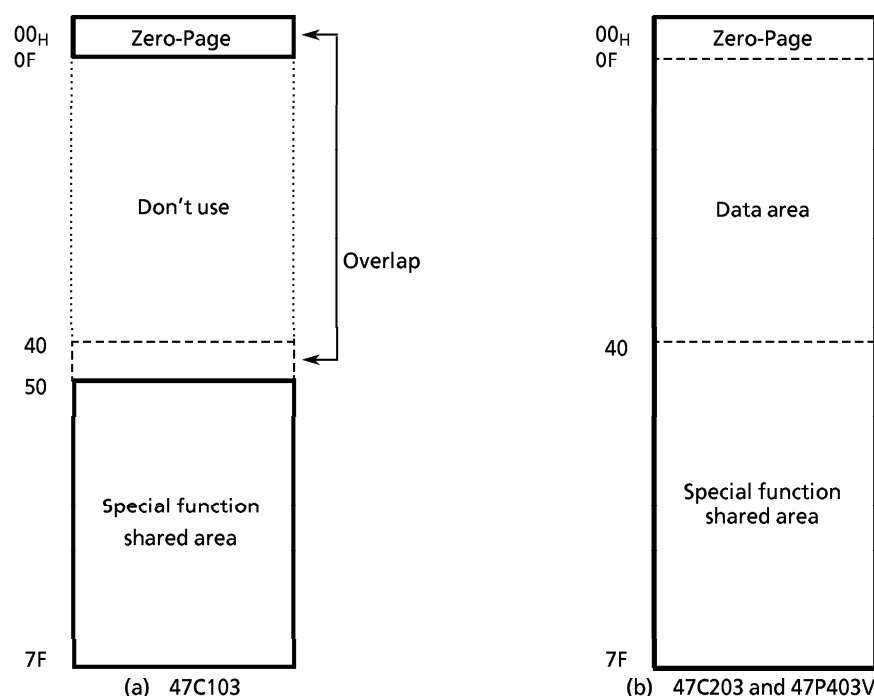 00H
0F
Zero-Page
Don't use
Overlap
40
50
Special function
shared area
7F
(a) 47C103
00H
0F
Zero-Page
Data area
40
Special function
shared area
7F
(b) 47C203 and 47P403V